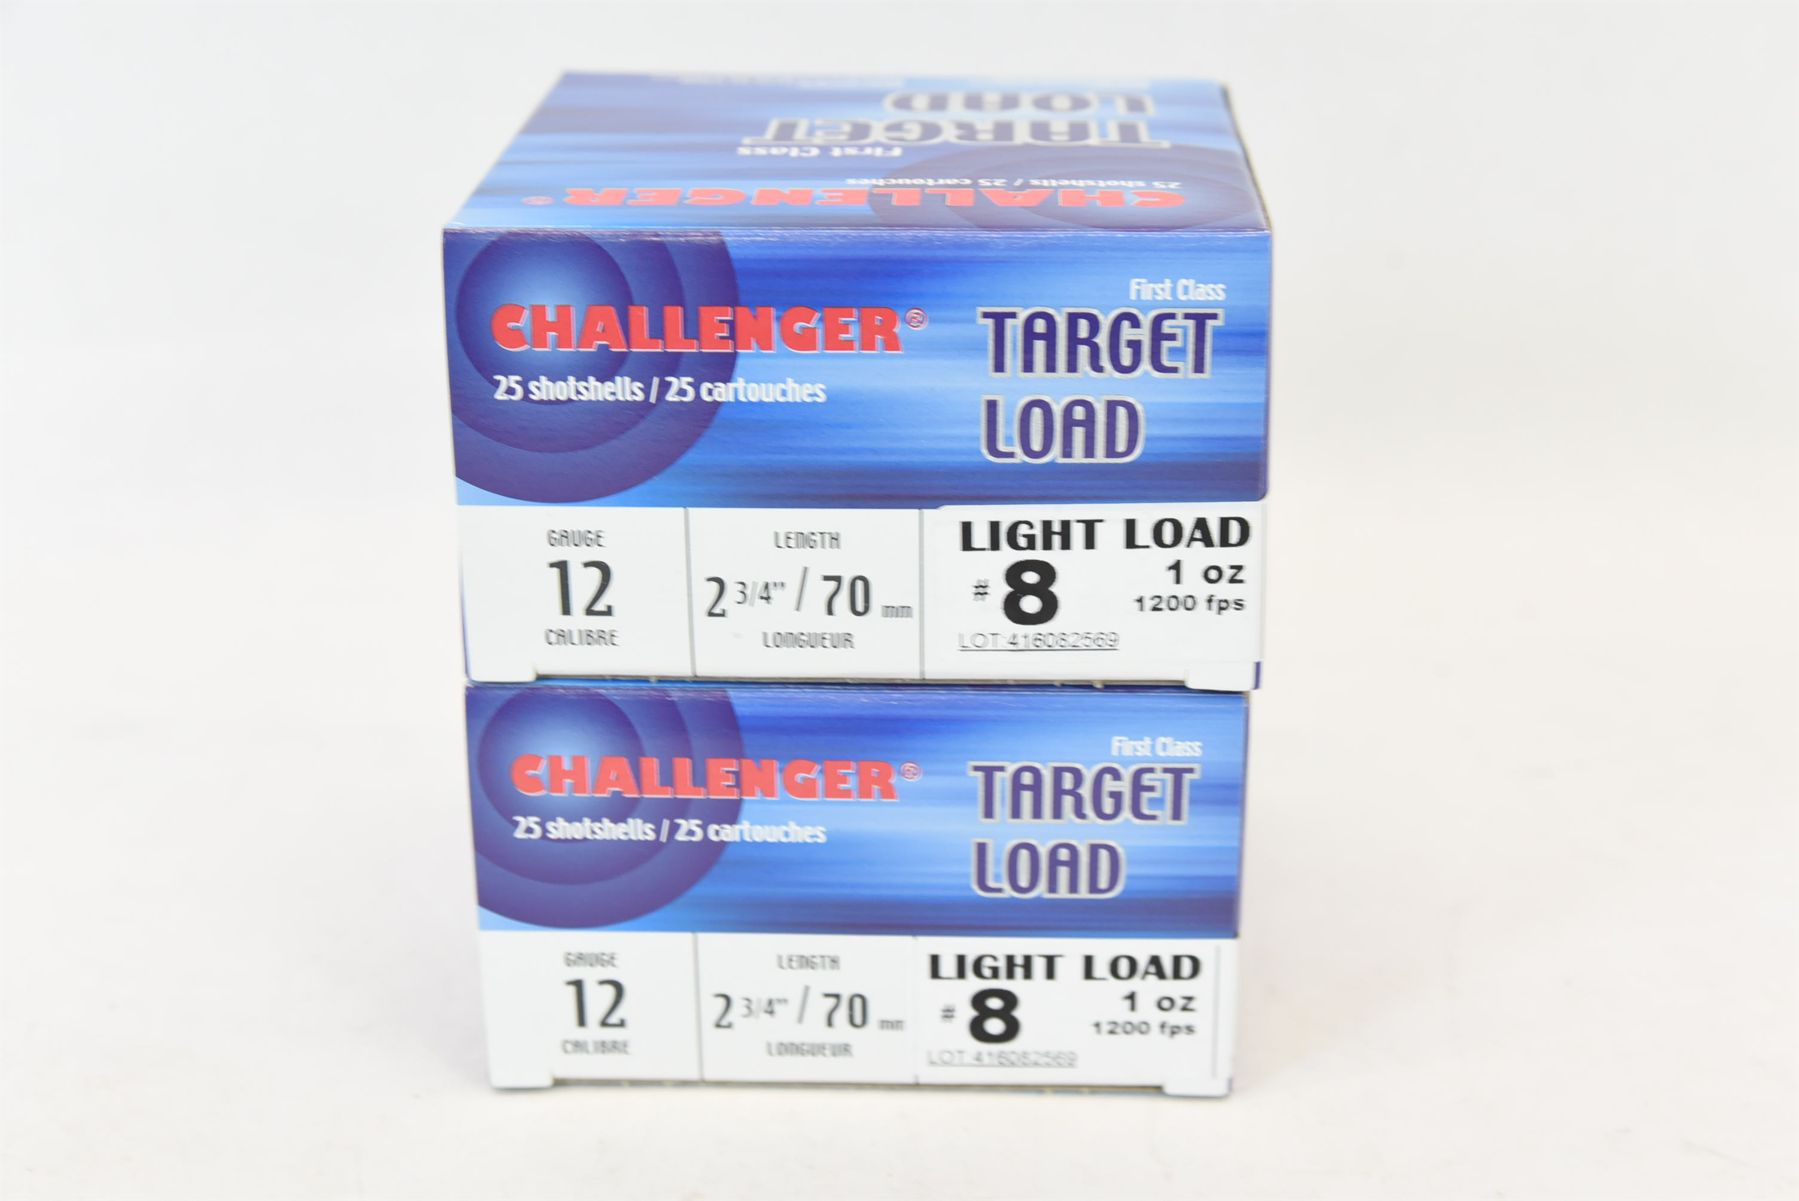 TARGET
LOAD
First Class
25 shotshells / 25 cartouches
CHALLENGER®
CHALLENGER®
25 shotshells / 25 cartouches
First Class
TARGET
LOAD
GAUGE
12
CALIBRE
LENGTH
2 3/4" / 70 mm
LONGUEUR
LIGHT LOAD
# 8
1 oz
1200 fps
LOT:416082569
CHALLENGER®
25 shotshells / 25 cartouches
First Class
TARGET
LOAD
GAUGE
12
CALIBRE
LENGTH
2 3/4" / 70 mm
LONGUEUR
LIGHT LOAD
# 8
1 oz
1200 fps
LOT:416082569